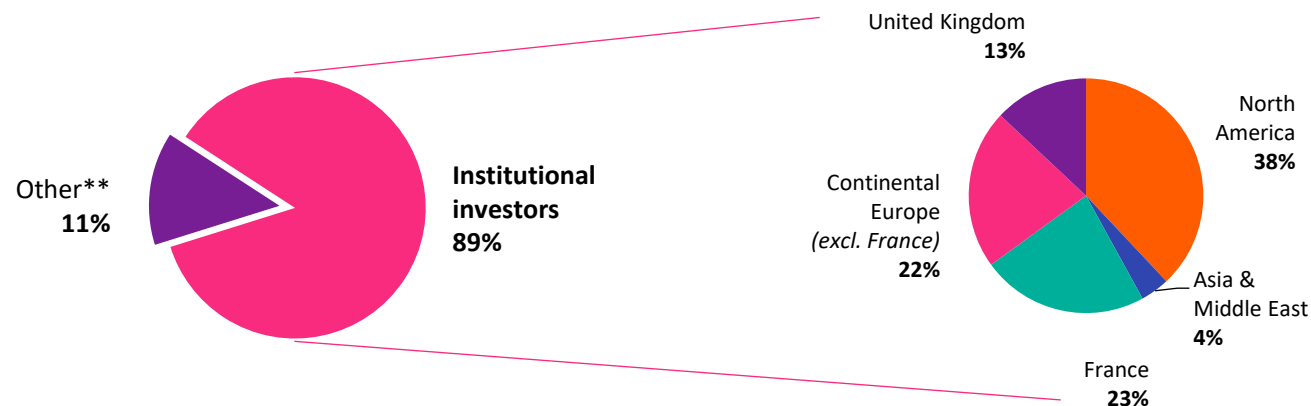 Other**
11%
Institutional
investors
89%
United Kingdom
13%
North
America
38%
Continental
Europe
(excl. France)
22%
Asia &
Middle East
4%
France
23%